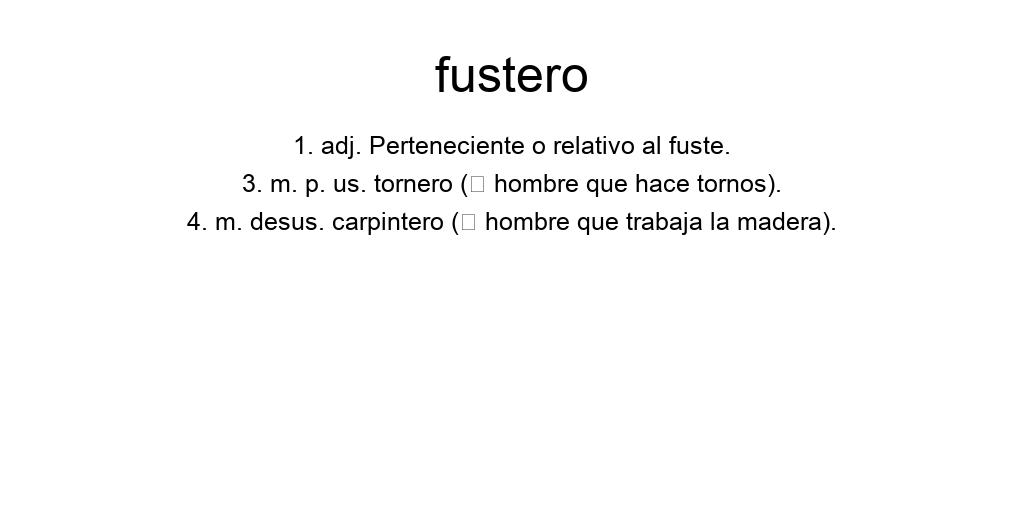 fustero
1. adj. Perteneciente o relativo al fuste.
3. m. p. us. tornero (□ hombre que hace tornos).
4. m. desus. carpintero (□ hombre que trabaja la madera).